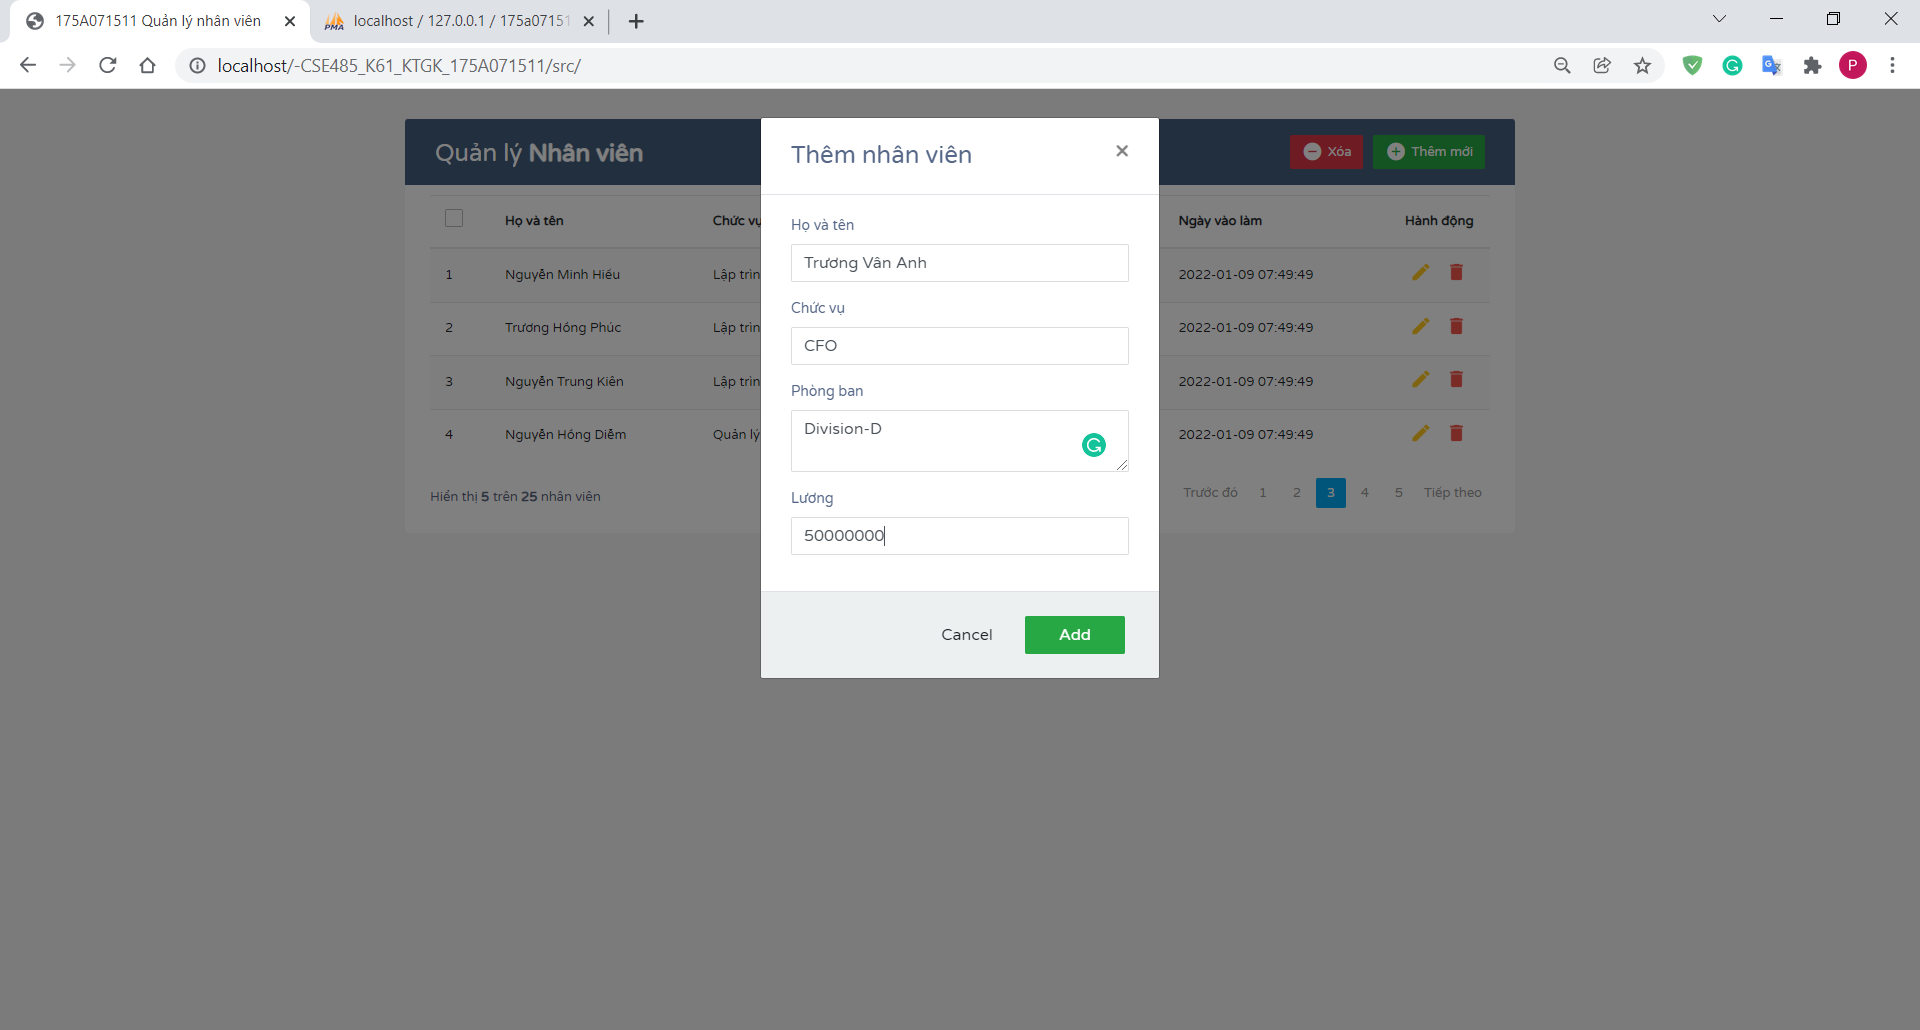 175A071511 Quản lý nhân viên
localhost / 127.0.0.1 / 175a07151
localhost/-CSE485_K61_KTGK_175A071511/src/
P
Quản lý Nhân viên
Xóa
Thêm mới
Họ và tên
Chức vụ
Ngày vào làm
Hành động
1 Nguyễn Minh Hiếu Lập trìn 2022-01-09 07:49:49
2 Trương Hồng Phúc Lập trìn 2022-01-09 07:49:49
3 Nguyễn Trung Kiên Lập trìn 2022-01-09 07:49:49
4 Nguyễn Hồng Diễm Quản lý 2022-01-09 07:49:49
Hiển thị 5 trên 25 nhân viên
Trước đó 1 2 3 4 5 Tiếp theo
Thêm nhân viên
×
Họ và tên
Trương Vân Anh
Chức vụ
CFO
Phòng ban
Division-D
Lương
50000000
Cancel
Add